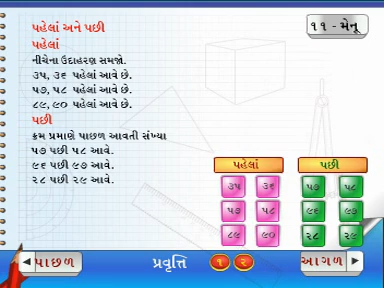 પહેલાં અને પછી
૧૧ - મેનૂ
પહેલાં
નીચેના ઉદાહરણ સમજો.
૩૫, ૩૬ પહેલાં આવે છે.
૫૭, ૫૮ પહેલાં આવે છે.
૮૯, ૯૦ પહેલાં આવે છે.
પછી
ક્રમ પ્રમાણે પાછળ આવતી સંખ્યા
૫૭ પછી ૫૮ આવે.
૯૬ પછી ૯૭ આવે.
૨૮ પછી ૨૯ આવે.
પહેલાં પછી
૩૫ ૩૬ ૫૭ ૫૮
૫૭ ૫૮ ૯૬ ૯૭
૮૯ ૯૦ ૨૮ ૨૯
પાછળ પ્રવૃત્તિ ૧ ૨ આગળ